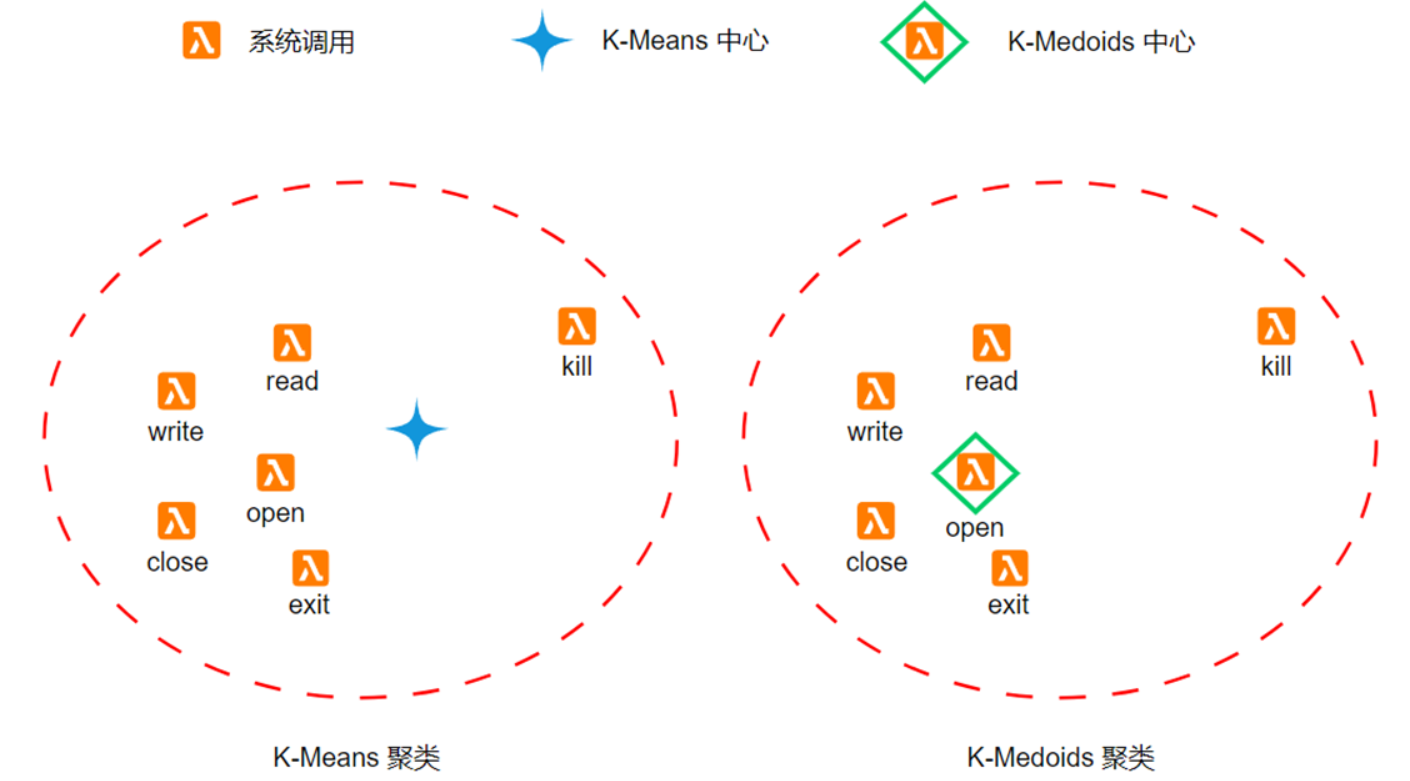 系统调用
K-Means 中心
K-Medoids 中心
read
kill
write
open
close
exit
read
kill
write
open
close
exit
K-Means 聚类
K-Medoids 聚类